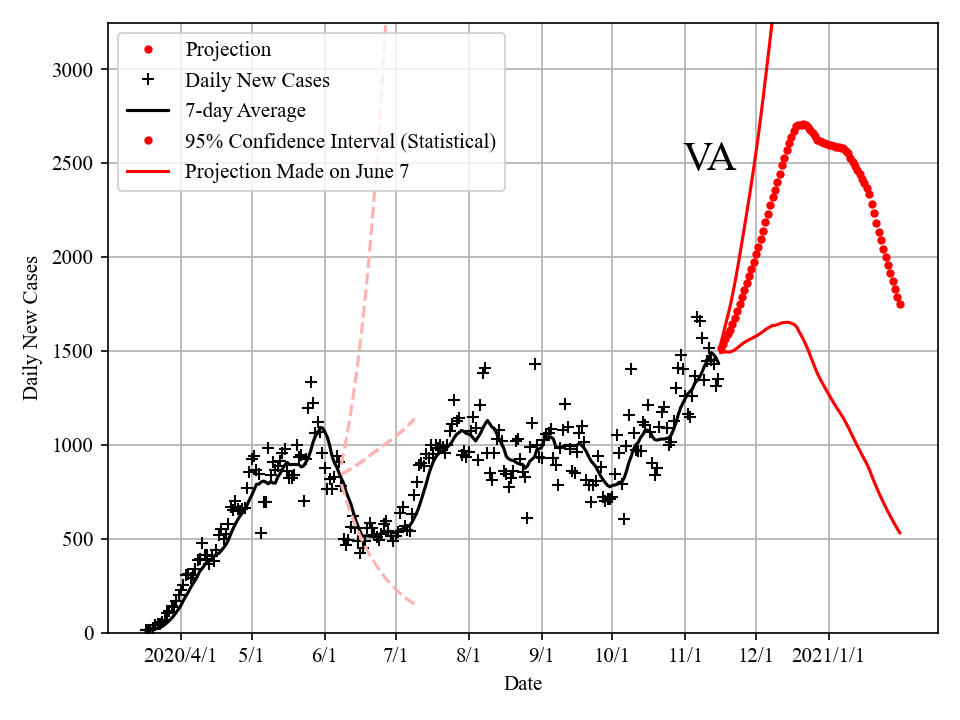 Projection
Daily New Cases
7-day Average
95% Confidence Interval (Statistical)
Projection Made on June 7
VA
3000
2500
2000
1500
1000
500
0
Daily New Cases
2020/4/1 5/1 6/1 7/1 8/1 9/1 10/1 11/1 12/1 2021/1/1
Date